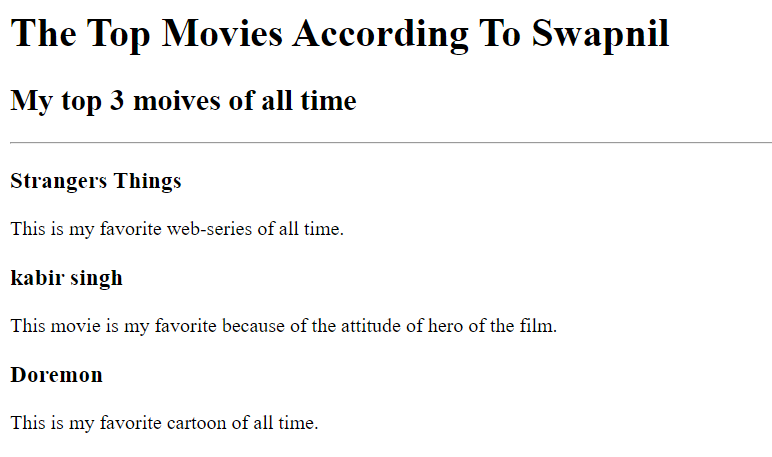 The Top Movies According To Swapnil
My top 3 moives of all time
Strangers Things
This is my favorite web-series of all time.
kabir singh
This movie is my favorite because of the attitude of hero of the film.
Doremon
This is my favorite cartoon of all time.